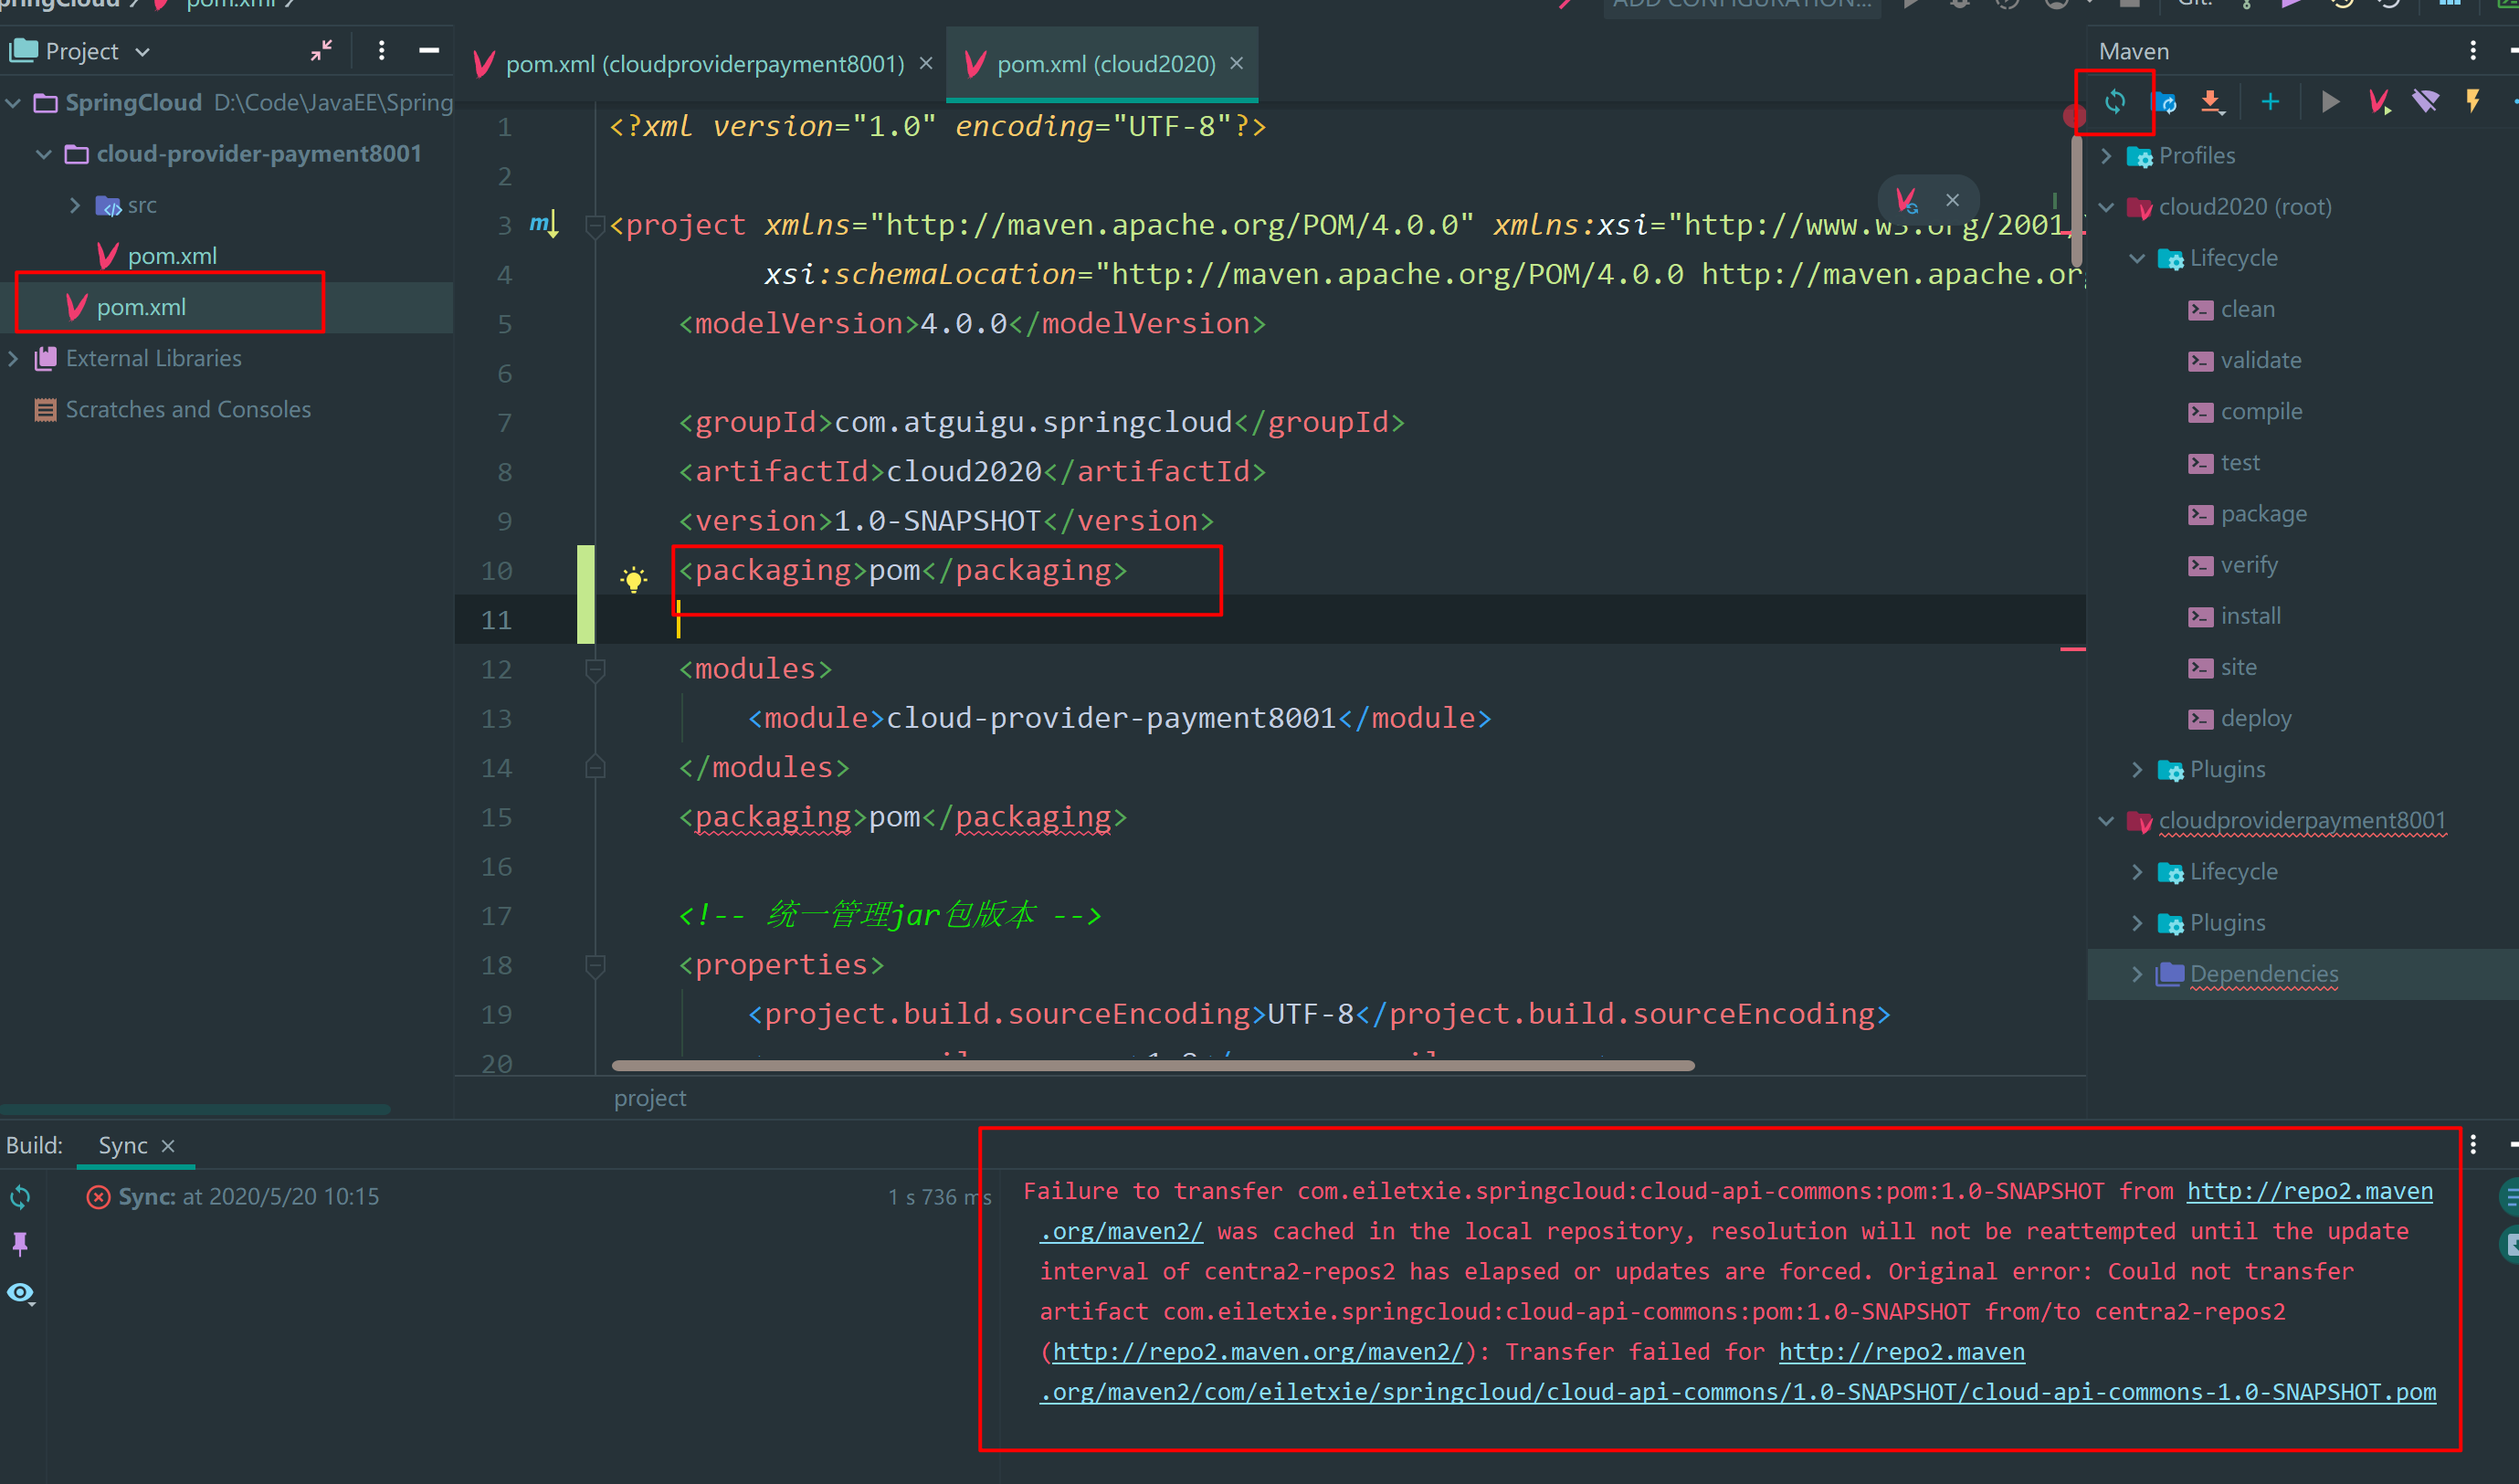 pringCloud
pom.xml
ADD CONFIGURATION...
Git:
Project
pom.xml (cloudproviderpayment8001)
pom.xml (cloud2020)
Maven
SpringCloud D:\Code\JavaEE\Spring
cloud-provider-payment8001
src
pom.xml
pom.xml
External Libraries
Scratches and Consoles
1 <?xml version="1.0" encoding="UTF-8"?>
2
3 <project xmlns="http://maven.apache.org/POM/4.0.0" xmlns:xsi="http://www.w3.org/2001/
4 xsi:schemaLocation="http://maven.apache.org/POM/4.0.0 http://maven.apache.or
5 <modelVersion>4.0.0</modelVersion>
6
7 <groupId>com.atguigu.springcloud</groupId>
8 <artifactId>cloud2020</artifactId>
9 <version>1.0-SNAPSHOT</version>
10 <packaging>pom</packaging>
11
12 <modules>
13 <module>cloud-provider-payment8001</module>
14 </modules>
15 <packaging>pom</packaging>
16
17 <!-- 统一管理jar包版本 -->
18 <properties>
19 <project.build.sourceEncoding>UTF-8</project.build.sourceEncoding>
20
project
Profiles
cloud2020 (root)
Lifecycle
clean
validate
compile
test
package
verify
install
site
deploy
Plugins
cloudproviderpayment8001
Lifecycle
Plugins
Dependencies
Build: Sync
Sync: at 2020/5/20 10:15 1 s 736 ms
Failure to transfer com.eiletxie.springcloud:cloud-api-commons:pom:1.0-SNAPSHOT from http://repo2.maven
.org/maven2/ was cached in the local repository, resolution will not be reattempted until the update
interval of centra2-repos2 has elapsed or updates are forced. Original error: Could not transfer
artifact com.eiletxie.springcloud:cloud-api-commons:pom:1.0-SNAPSHOT from/to centra2-repos2
(http://repo2.maven.org/maven2/): Transfer failed for http://repo2.maven
.org/maven2/com/eiletxie/springcloud/cloud-api-commons/1.0-SNAPSHOT/cloud-api-commons-1.0-SNAPSHOT.pom